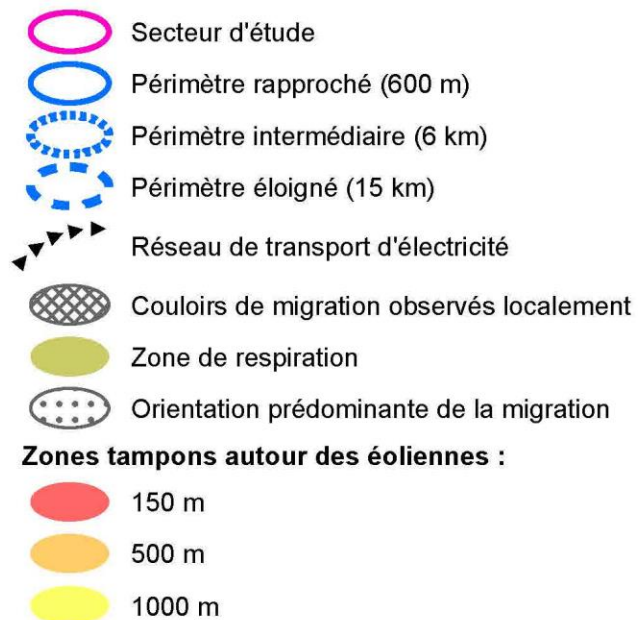 Secteur d'étude
Périmètre rapproché (600 m)
Périmètre intermédiaire (6 km)
Périmètre éloigné (15 km)
Réseau de transport d'électricité
Couloirs de migration observés localement
Zone de respiration
Orientation prédominante de la migration
Zones tampons autour des éoliennes :
150 m
500 m
1000 m